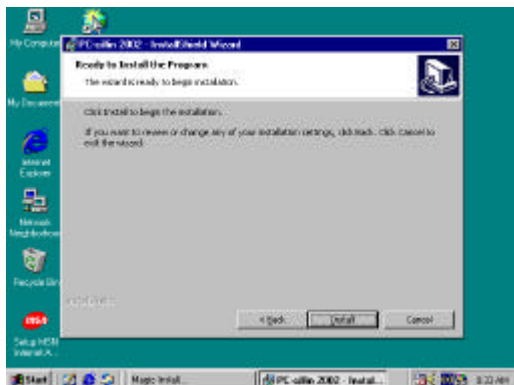 My Computer
PC-cillin 2002 - InstallShield Wizard
Ready to Install the Program
The wizard is ready to begin installation.
My Documents
Click Install to begin the installation.
If you want to review or change any of your installation settings, click Back. Click Cancel to
exit the wizard.
Internet
Explorer
Network
Neighborhood
Recycle Bin
InstallShield
< Back
Install
Cancel
Setup MSN
Internet A...
Start
Magic Install...
PC-cillin 2002 - Instal...